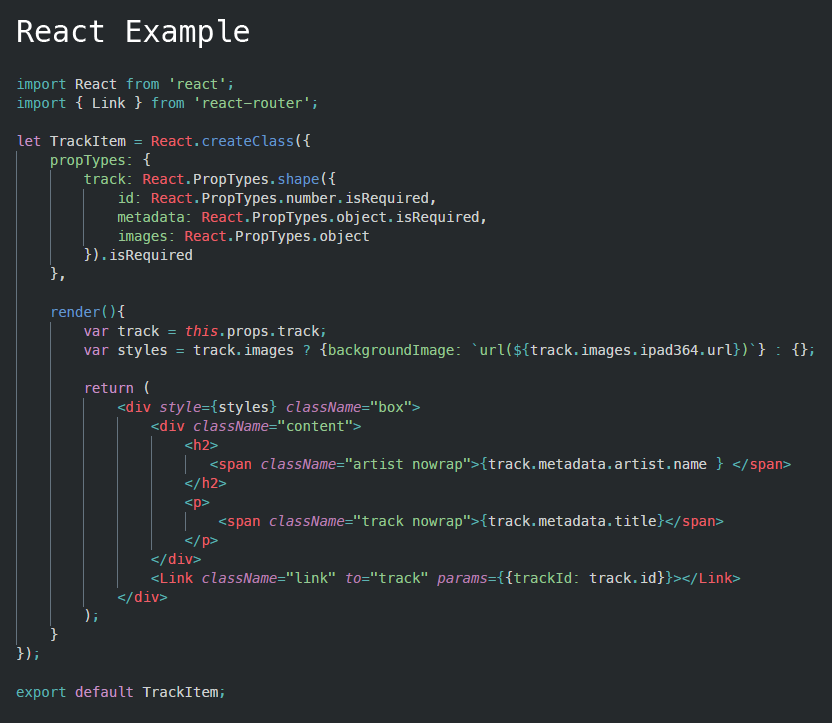 React Example
import React from 'react';
import { Link } from 'react-router';
let TrackItem = React.createClass({
    propTypes: {
        track: React.PropTypes.shape({
            id: React.PropTypes.number.isRequired,
            metadata: React.PropTypes.object.isRequired,
            images: React.PropTypes.object
        }).isRequired
    },
    render(){
        var track = this.props.track;
        var styles = track.images ? {backgroundImage: `url(${track.images.ipad364.url})`} : {};
        return (
            <div style={styles} className="box">
                <div className="content">
                    <h2>
                       <span className="artist nowrap">{track.metadata.artist.name } </span>
                    </h2>
                    <p>
                        <span className="track nowrap">{track.metadata.title}</span>
                    </p>
                </div>
                <Link className="link" to="track" params={{trackId: track.id}}></Link>
            </div>
        );
    }
});
export default TrackItem;